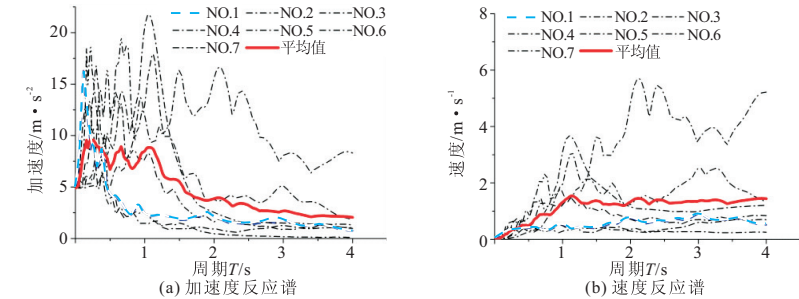 NO.1 NO.2 NO.3
NO.4 NO.5 NO.6
NO.7 平均值
20
15
10
5
0
1 2 3 4
加速度/m·s⁻²
周期T/s
(a) 加速度反应谱
NO.1 NO.2 NO.3
NO.4 NO.5 NO.6
NO.7 平均值
8
6
4
2
0
0 1 2 3 4
速度/m·s⁻¹
周期T/s
(b) 速度反应谱